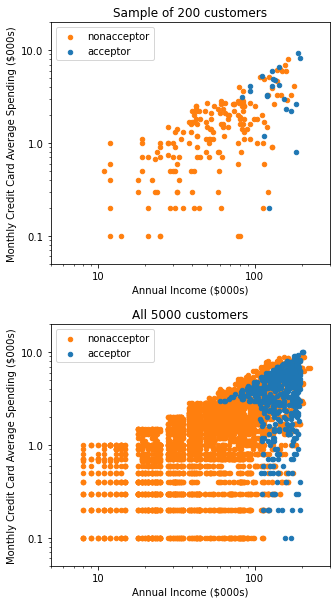 Sample of 200 customers
nonacceptor
acceptor
10.0
1.0
0.1
Monthly Credit Card Average Spending ($000s)
10
100
Annual Income ($000s)
All 5000 customers
nonacceptor
acceptor
10.0
1.0
0.1
Monthly Credit Card Average Spending ($000s)
10
100
Annual Income ($000s)